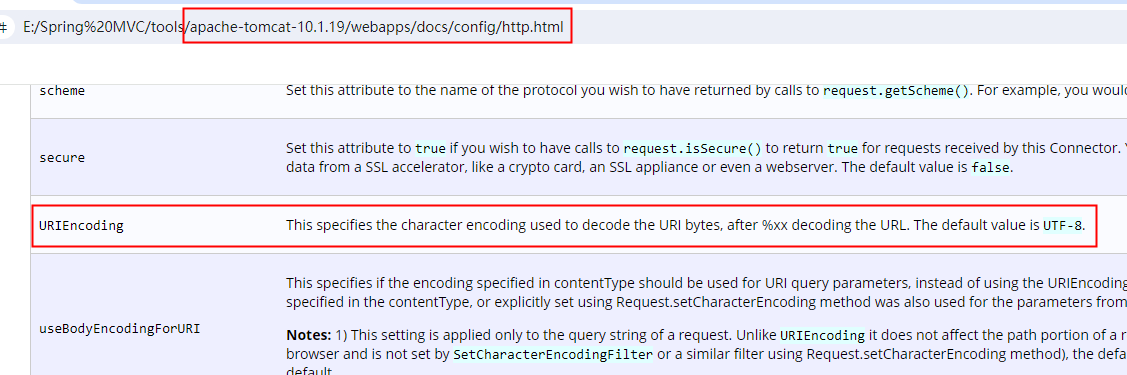 E:/Spring%20MVC/tools/apache-tomcat-10.1.19/webapps/docs/config/http.html
scheme
Set this attribute to the name of the protocol you wish to have returned by calls to request.getScheme(). For example, you would
secure
Set this attribute to true if you wish to have calls to request.isSecure() to return true for requests received by this Connector.
data from a SSL accelerator, like a crypto card, an SSL appliance or even a webserver. The default value is false.
URIEncoding
This specifies the character encoding used to decode the URI bytes, after %xx decoding the URL. The default value is UTF-8.
This specifies if the encoding specified in contentType should be used for URI query parameters, instead of using the URIEncoding
specified in the contentType, or explicitly set using Request.setCharacterEncoding method was also used for the parameters from
useBodyEncodingForURI
Notes: 1) This setting is applied only to the query string of a request. Unlike URIEncoding it does not affect the path portion of a
browser and is not set by SetCharacterEncodingFilter or a similar filter using Request.setCharacterEncoding method), the
default.